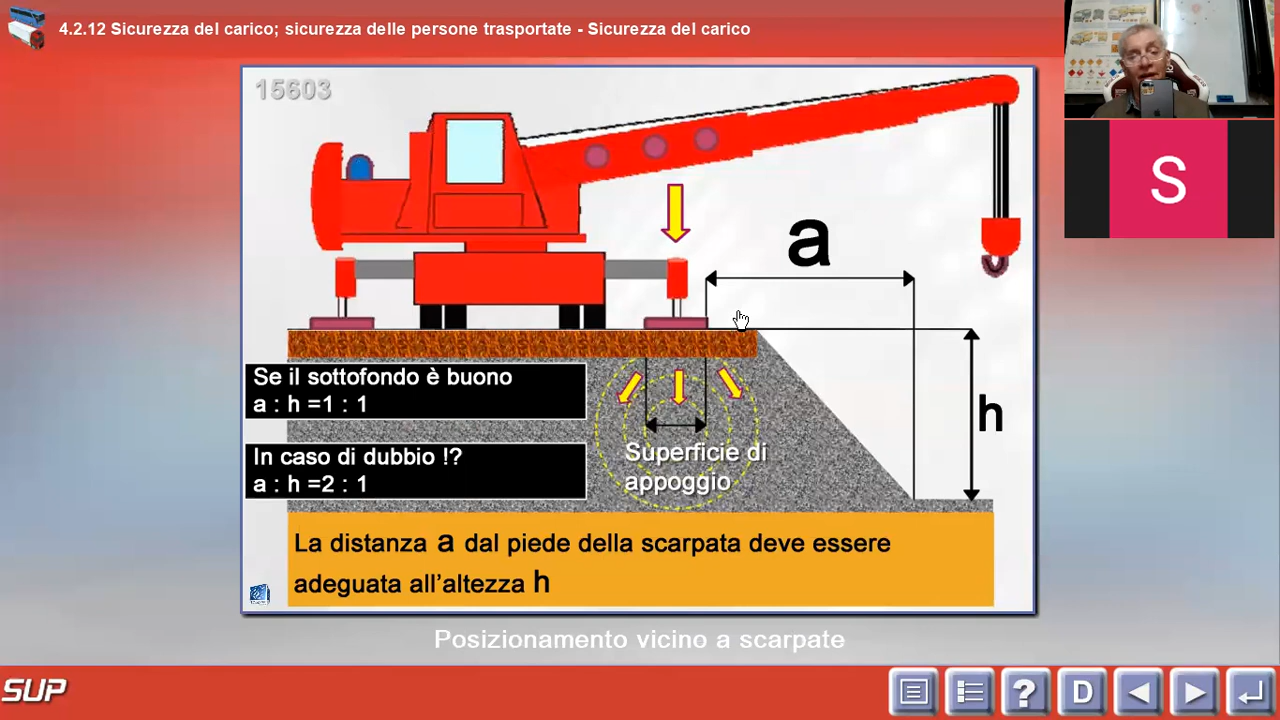 4.2.12 Sicurezza del carico; sicurezza delle persone trasportate - Sicurezza del carico
15603
a
h
Se il sottofondo è buono
a : h =1 : 1
In caso di dubbio !?
a : h =2 : 1
Superficie di
appoggio
La distanza a dal piede della scarpata deve essere
adeguata all'altezza h
Posizionamento vicino a scarpate
S
SUP
?
D